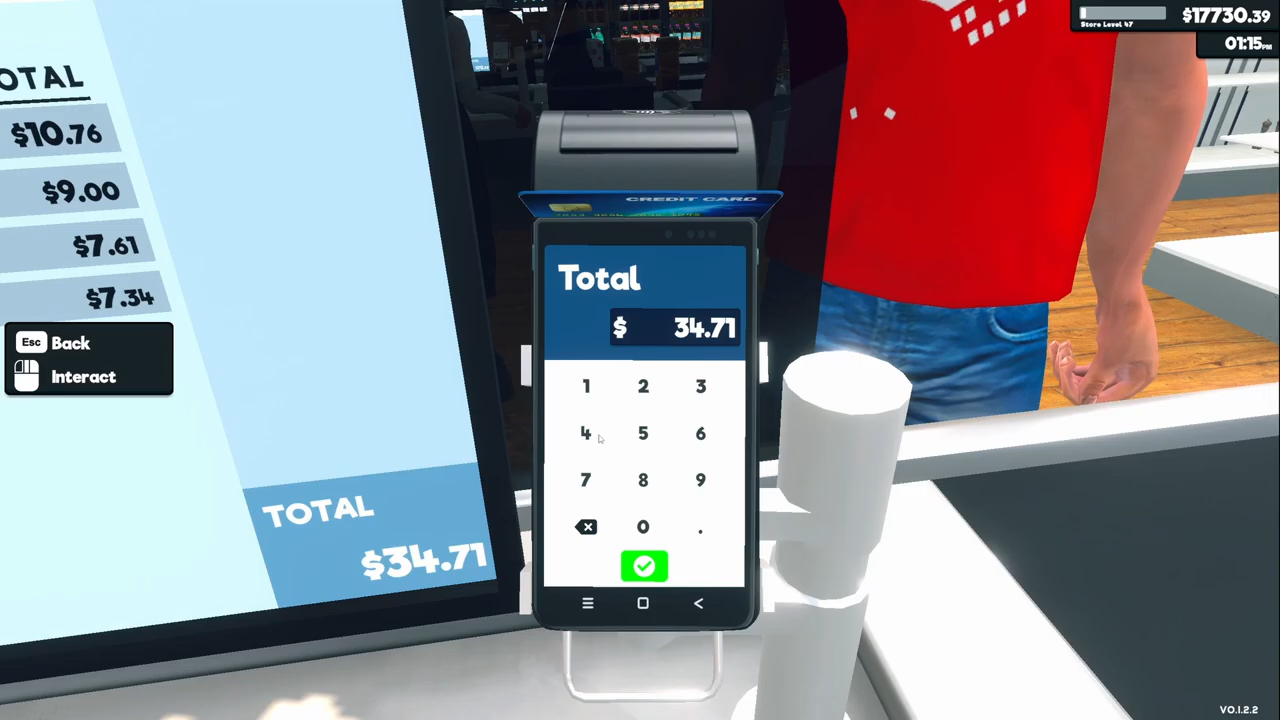 $17730.39
Store Level 47
01:15PM
OTAL
$10.76
$9.00
$7.61
$7.34
Esc Back
Interact
TOTAL
$34.71
CREDIT CARD
Total
$ 34.71
1 2 3
4 5 6
7 8 9
0 .
V0.1.2.2